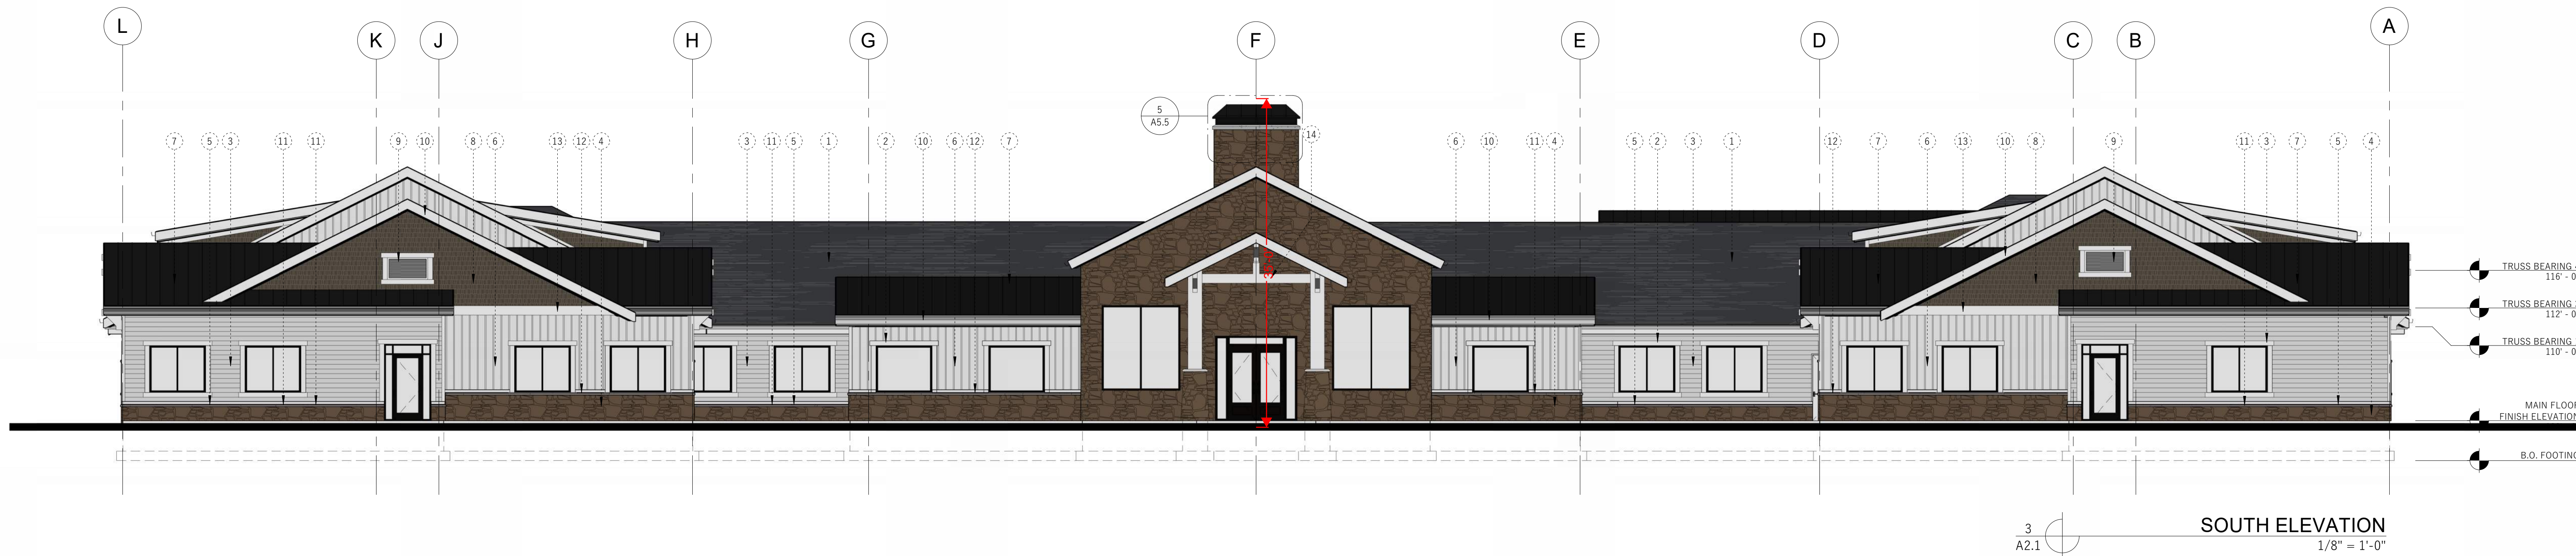 L K J H G F E D C B A
5
A5.5
7 5 3 11 11 9 10 8 6 13 12 4 3 11 5 1 2 10 6 12 7 14 6 10 11 4 5 2 3 1 12 7 6 13 10 8 9 11 3 7 5 4
TRUSS BEARING
116' - 0
TRUSS BEARING
112' - 0
TRUSS BEARING
110' - 0
MAIN FLOOR
FINISH ELEVATION
B.O. FOOTING
3
A2.1
SOUTH ELEVATION
1/8" = 1'-0"